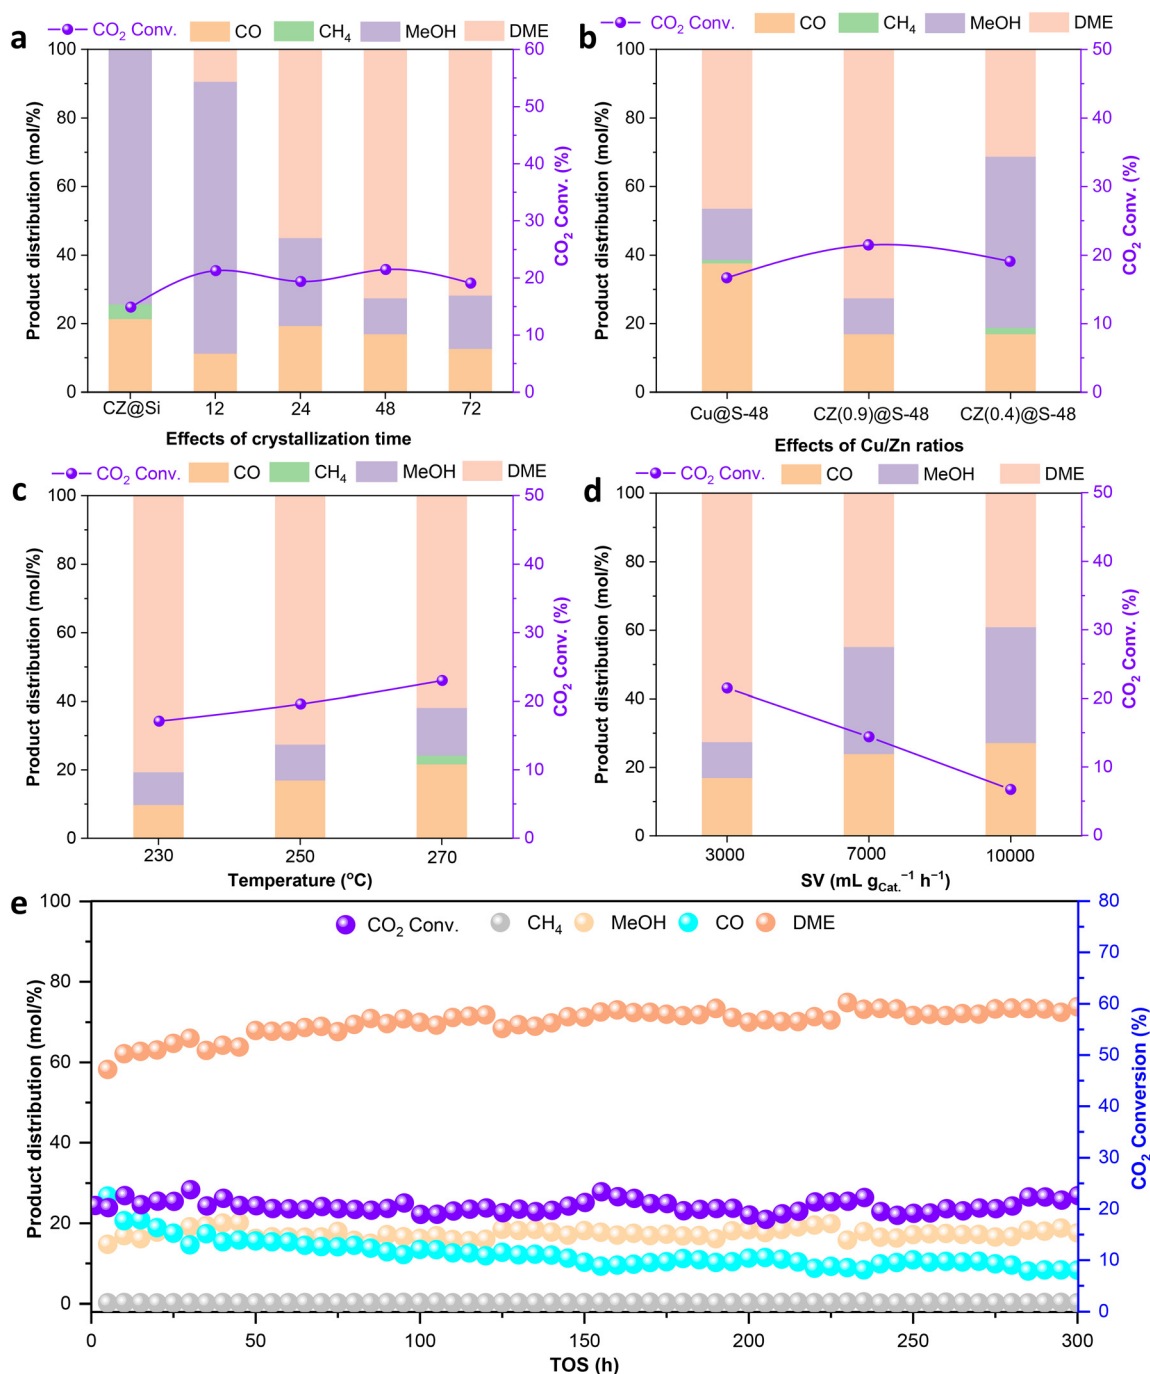 a
CO₂ Conv. CO CH₄ MeOH DME
100
80
60
40
20
0
Product distribution (mol/%)
60
50
40
30
20
10
0
CO₂ Conv. (%)
CZ@Si 12 24 48 72
Effects of crystallization time
b
CO₂ Conv. CO CH₄ MeOH DME
100
80
60
40
20
0
Product distribution (mol/%)
50
40
30
20
10
0
CO₂ Conv. (%)
Cu@S-48 CZ(0.9)@S-48 CZ(0.4)@S-48
Effects of Cu/Zn ratios
c
CO₂ Conv. CO CH₄ MeOH DME
100
80
60
40
20
0
Product distribution (mol/%)
50
40
30
20
10
0
CO₂ Conv. (%)
230 250 270
Temperature (°C)
d
CO₂ Conv. CO MeOH DME
100
80
60
40
20
0
Product distribution (mol/%)
50
40
30
20
10
0
CO₂ Conv. (%)
3000 7000 10000
SV (mL g_Cat.⁻¹ h⁻¹)
e
CO₂ Conv. CH₄ MeOH CO DME
100
80
60
40
20
0
Product distribution (mol/%)
80
70
60
50
40
30
20
10
0
CO₂ Conversion (%)
0 50 100 150 200 250 300
TOS (h)